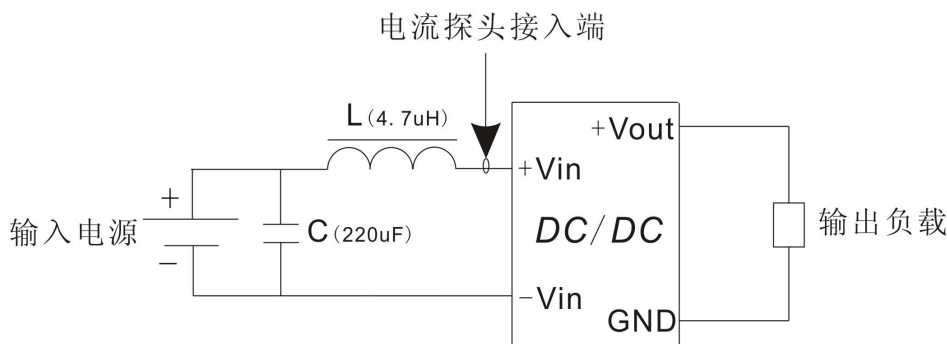 电流探头接入端
L(4.7uH)
+Vout
+Vin
+
输入电源
C(220uF)
DC/DC
输出负载
−
−Vin
GND